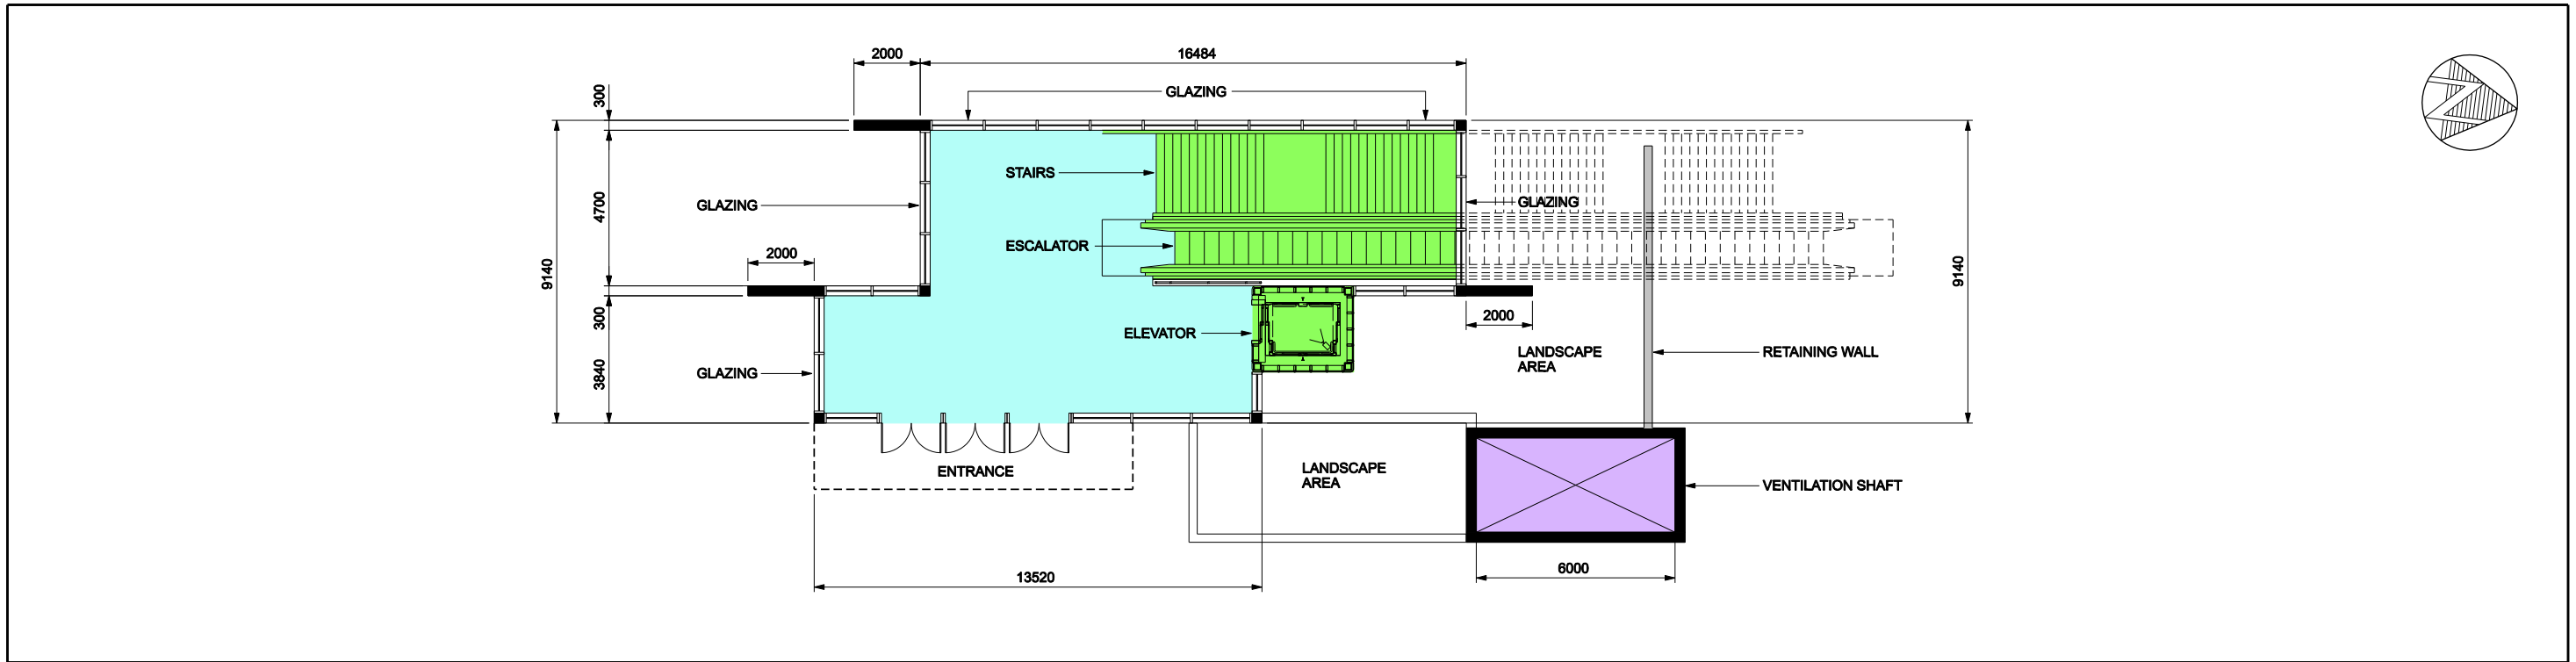 2000
16484
300
GLAZING
STAIRS
4700
GLAZING
GLAZING
ESCALATOR
2000
9140
9140
300
2000
ELEVATOR
LANDSCAPE
AREA
RETAINING WALL
3840
GLAZING
ENTRANCE
LANDSCAPE
AREA
VENTILATION SHAFT
13520
6000